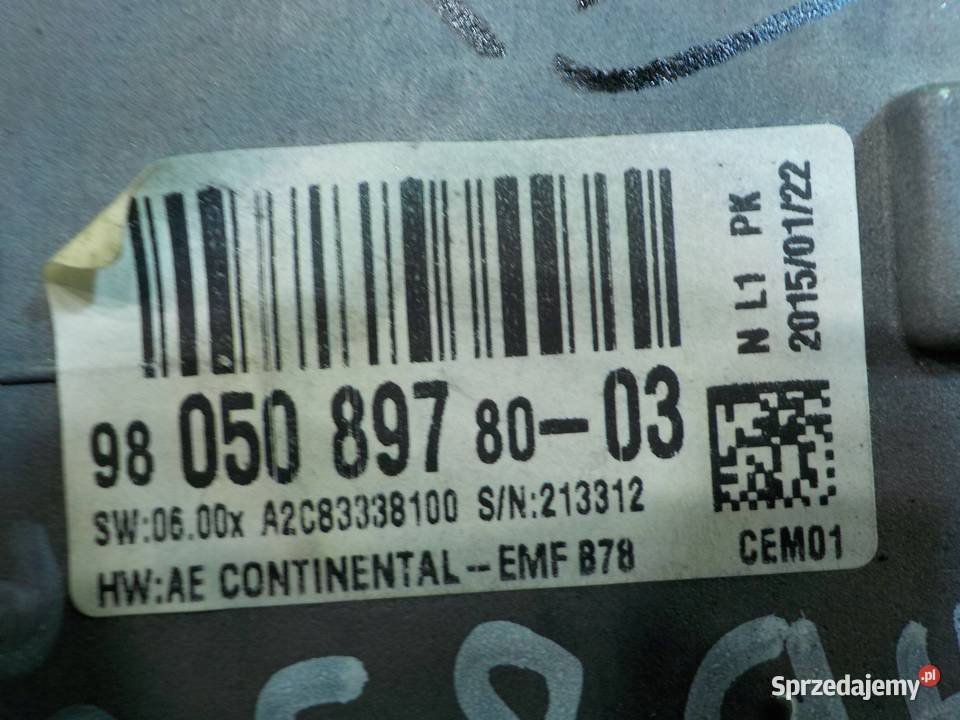 98 050 897 80-03
SW:06.00x A2C83338100 S/N:213312
HW:AE CONTINENTAL--EMF B78
N L1 PK
2015/01/22
CEM01
Sprzedajemy.pl